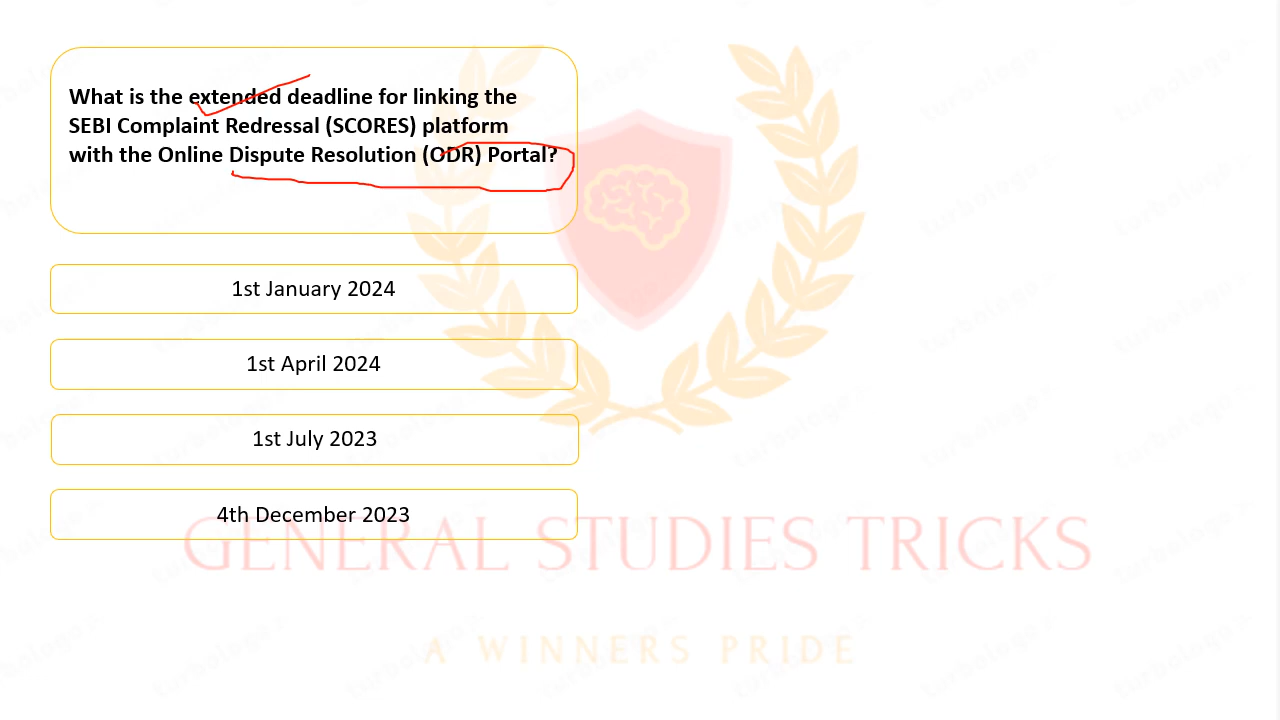 What is the extended deadline for linking the
SEBI Complaint Redressal (SCORES) platform
with the Online Dispute Resolution (ODR) Portal?
1st January 2024
1st April 2024
1st July 2023
4th December 2023
GENERAL STUDIES TRICKS
A WINNERS PRIDE